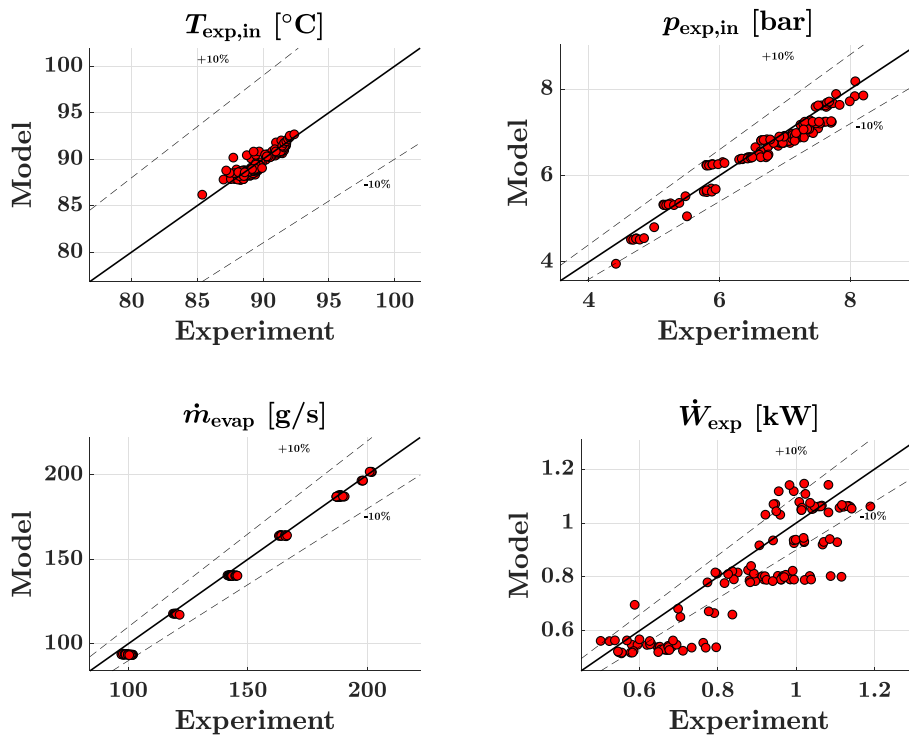 T_exp,in [°C]
+10%
-10%
100
95
90
85
80
80 85 90 95 100
Model
Experiment
p_exp,in [bar]
+10%
-10%
8
6
4
4 6 8
Model
Experiment
ṁ_evap [g/s]
+10%
-10%
200
150
100
100 150 200
Model
Experiment
Ẇ_exp [kW]
+10%
-10%
1.2
1
0.8
0.6
0.6 0.8 1 1.2
Model
Experiment